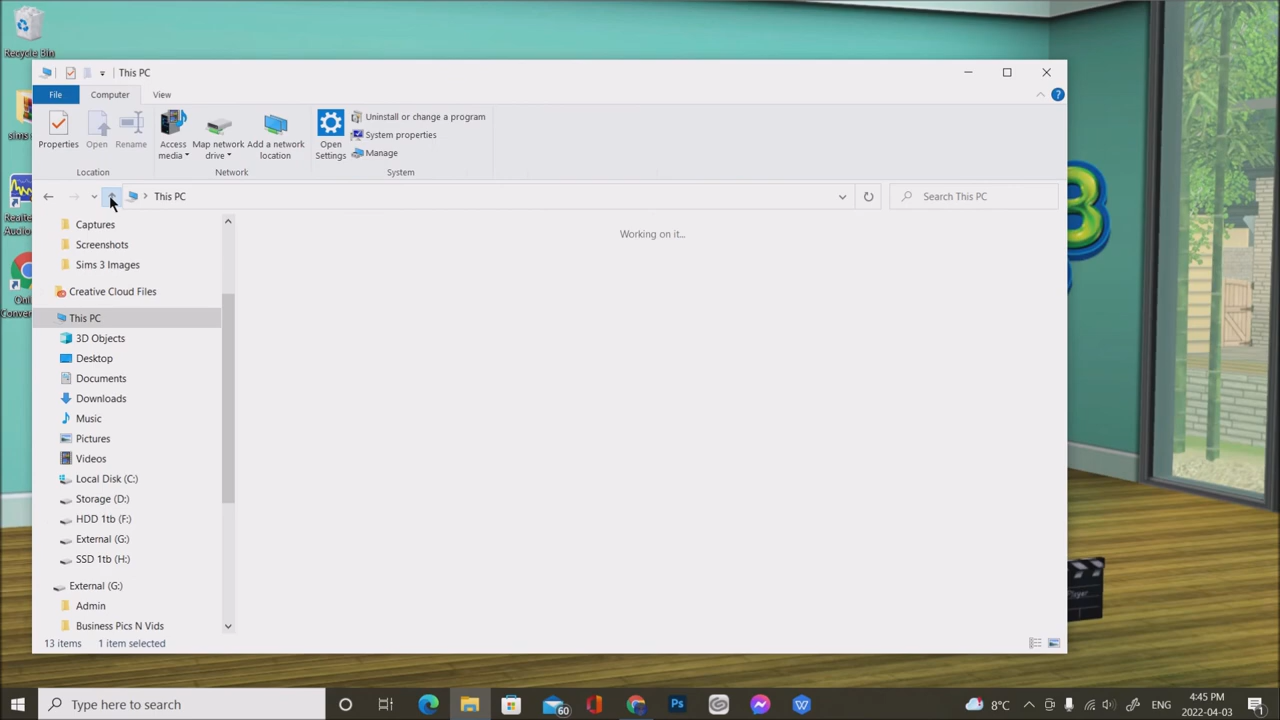 Recycle Bin
This PC
File
Computer
View
Properties
Open
Rename
Access media
Map network drive
Add a network location
Open Settings
Uninstall or change a program
System properties
Manage
Location
Network
System
This PC
Search This PC
Captures
Screenshots
Sims 3 Images
Creative Cloud Files
This PC
3D Objects
Desktop
Documents
Downloads
Music
Pictures
Videos
Local Disk (C:)
Storage (D:)
HDD 1tb (F:)
External (G:)
SSD 1tb (H:)
External (G:)
Admin
Business Pics N Vids
Working on it...
13 items
1 item selected
Player
Type here to search
60
Ps
8°C
ENG
4:45 PM
2022-04-03
1